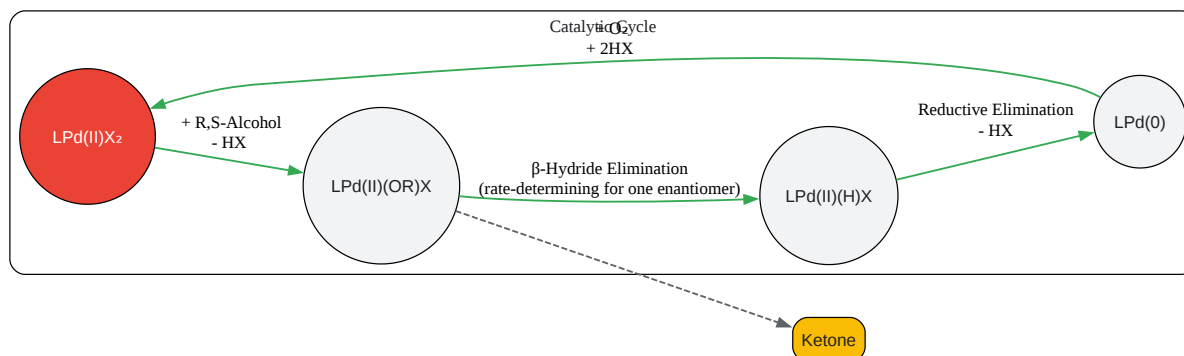 Catalytic Cycle
+ O₂
+ 2HX
LPd(II)X₂
+ R,S-Alcohol
- HX
LPd(II)(OR)X
β-Hydride Elimination
(rate-determining for one enantiomer)
LPd(II)(H)X
Reductive Elimination
- HX
LPd(0)
Ketone